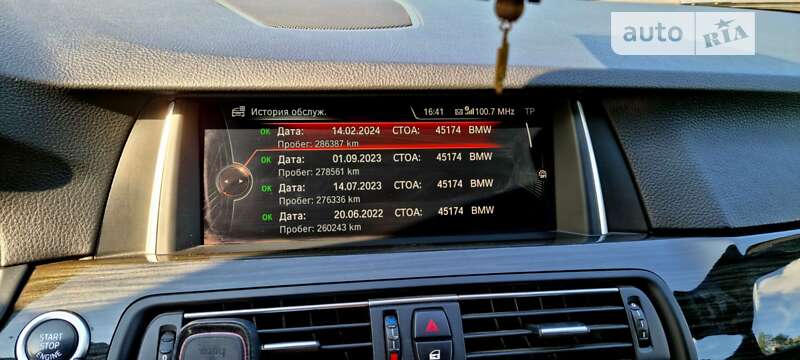 auto RIA
История обслуж. 16:41 100.7 MHz TP
OK Дата: 14.02.2024 СТОА: 45174 BMW
Пробег: 286387 km
OK Дата: 01.09.2023 СТОА: 45174 BMW
Пробег: 278561 km
OK Дата: 14.07.2023 СТОА: 45174 BMW
Пробег: 276336 km
OK Дата: 20.06.2022 СТОА: 45174 BMW
Пробег: 260243 km
START
STOP
ENGINE